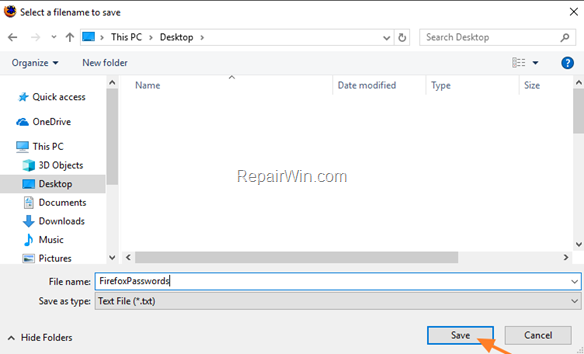 Select a filename to save
This PC > Desktop >
Search Desktop
Organize
New folder
?
Name
Date modified
Type
Size
Quick access
OneDrive
This PC
3D Objects
Desktop
Documents
Downloads
Music
Pictures
RepairWin.com
File name: FirefoxPasswords
Save as type: Text File (*.txt)
Hide Folders
Save
Cancel